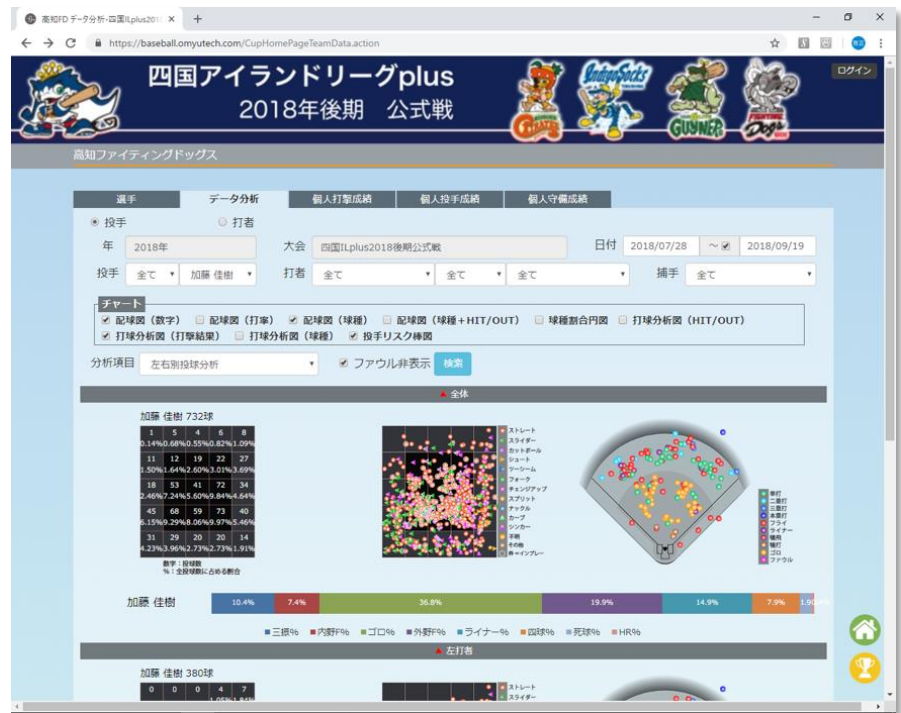 高知FD データ分析-四国ILplus201
https://baseball.omyutech.com/CupHomePageTeamData.action
四国アイランドリーグplus
2018年後期 公式戦
ログイン
IndigoSocks
GUYNER
Dogs
高知ファイティングドッグス
選手 データ分析 個人打撃成績 個人投手成績 個人守備成績
投手 打者
年 2018年 大会 四国ILplus2018後期公式戦 日付 2018/07/28 ～ 2018/09/19
投手 全て 加藤 佳樹 打者 全て 全て 全て 捕手 全て
チャート
配球図（数字） 配球図（打率） 配球図（球種） 配球図（球種＋HIT/OUT） 球種割合円図 打球分析図（HIT/OUT）
打球分析図（打撃結果） 打球分析図（球種） 投手リスク棒図
分析項目 左右別投球分析 ファウル非表示 検索
▲ 全体
加藤 佳樹 732球
1 5 4 6 8
0.14% 0.68% 0.55% 0.82% 1.09%
11 12 19 22 27
1.50% 1.64% 2.60% 3.01% 3.69%
18 53 41 72 34
2.46% 7.24% 5.60% 9.84% 4.64%
45 68 59 73 40
6.15% 9.29% 8.06% 9.97% 5.46%
31 29 20 20 14
4.23% 3.96% 2.73% 2.73% 1.91%
数字：投球数
%：全投球数に占める割合
ストレート
スライダー
カットボール
シュート
ツーシーム
フォーク
チェンジアップ
スプリット
ナックル
カーブ
シンカー
不明
その他
枠＝インプレー
単打
二塁打
三塁打
本塁打
フライ
ライナー
犠飛
犠打
ゴロ
ファウル
加藤 佳樹 10.4% 7.4% 36.8% 19.9% 14.9% 7.9%
■三振% ■内野F% ■ゴロ% ■外野F% ■ライナー% ■四球% ■死球% ■HR%
▲ 左打者
加藤 佳樹 380球
0 0 0 4 7
1.05% 1.84%
ストレート
スライダー